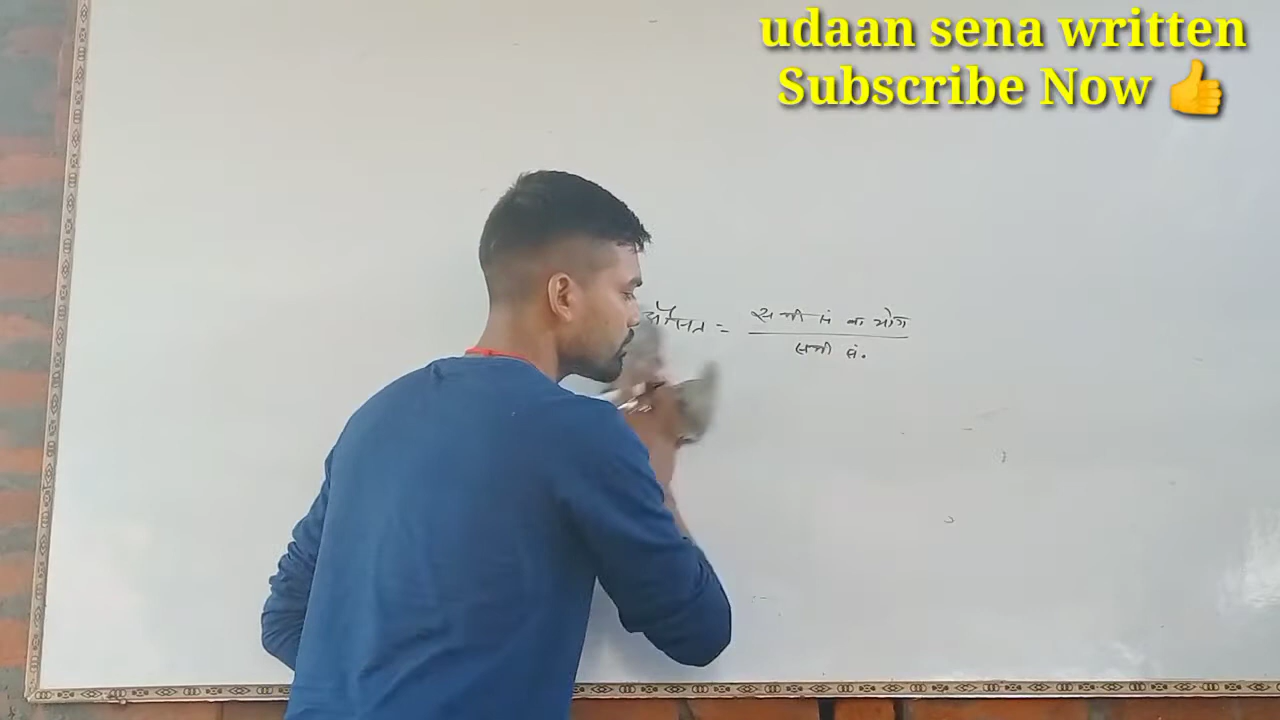 udaan sena written
Subscribe Now 👍
औसत = सभी सं का योग
सभी सं.